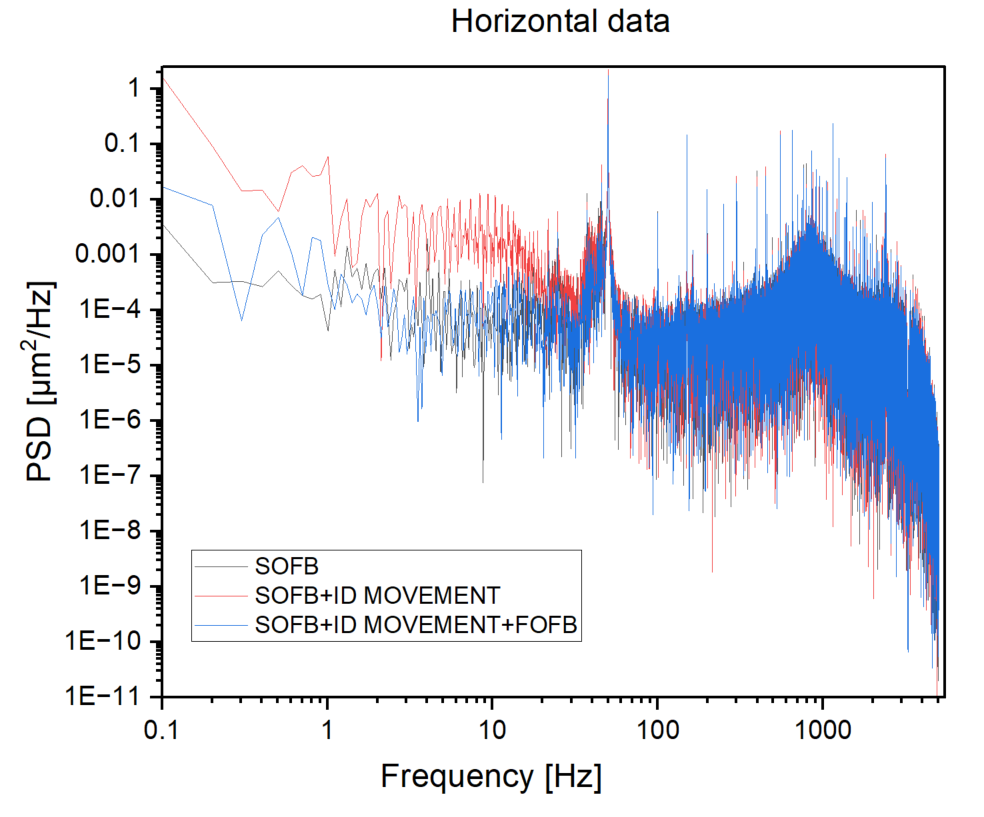 Horizontal data
PSD [μm²/Hz]
1
0.1
0.01
0.001
1E−4
1E−5
1E−6
1E−7
1E−8
1E−9
1E−10
1E−11
SOFB
SOFB+ID MOVEMENT
SOFB+ID MOVEMENT+FOFB
0.1 1 10 100 1000
Frequency [Hz]